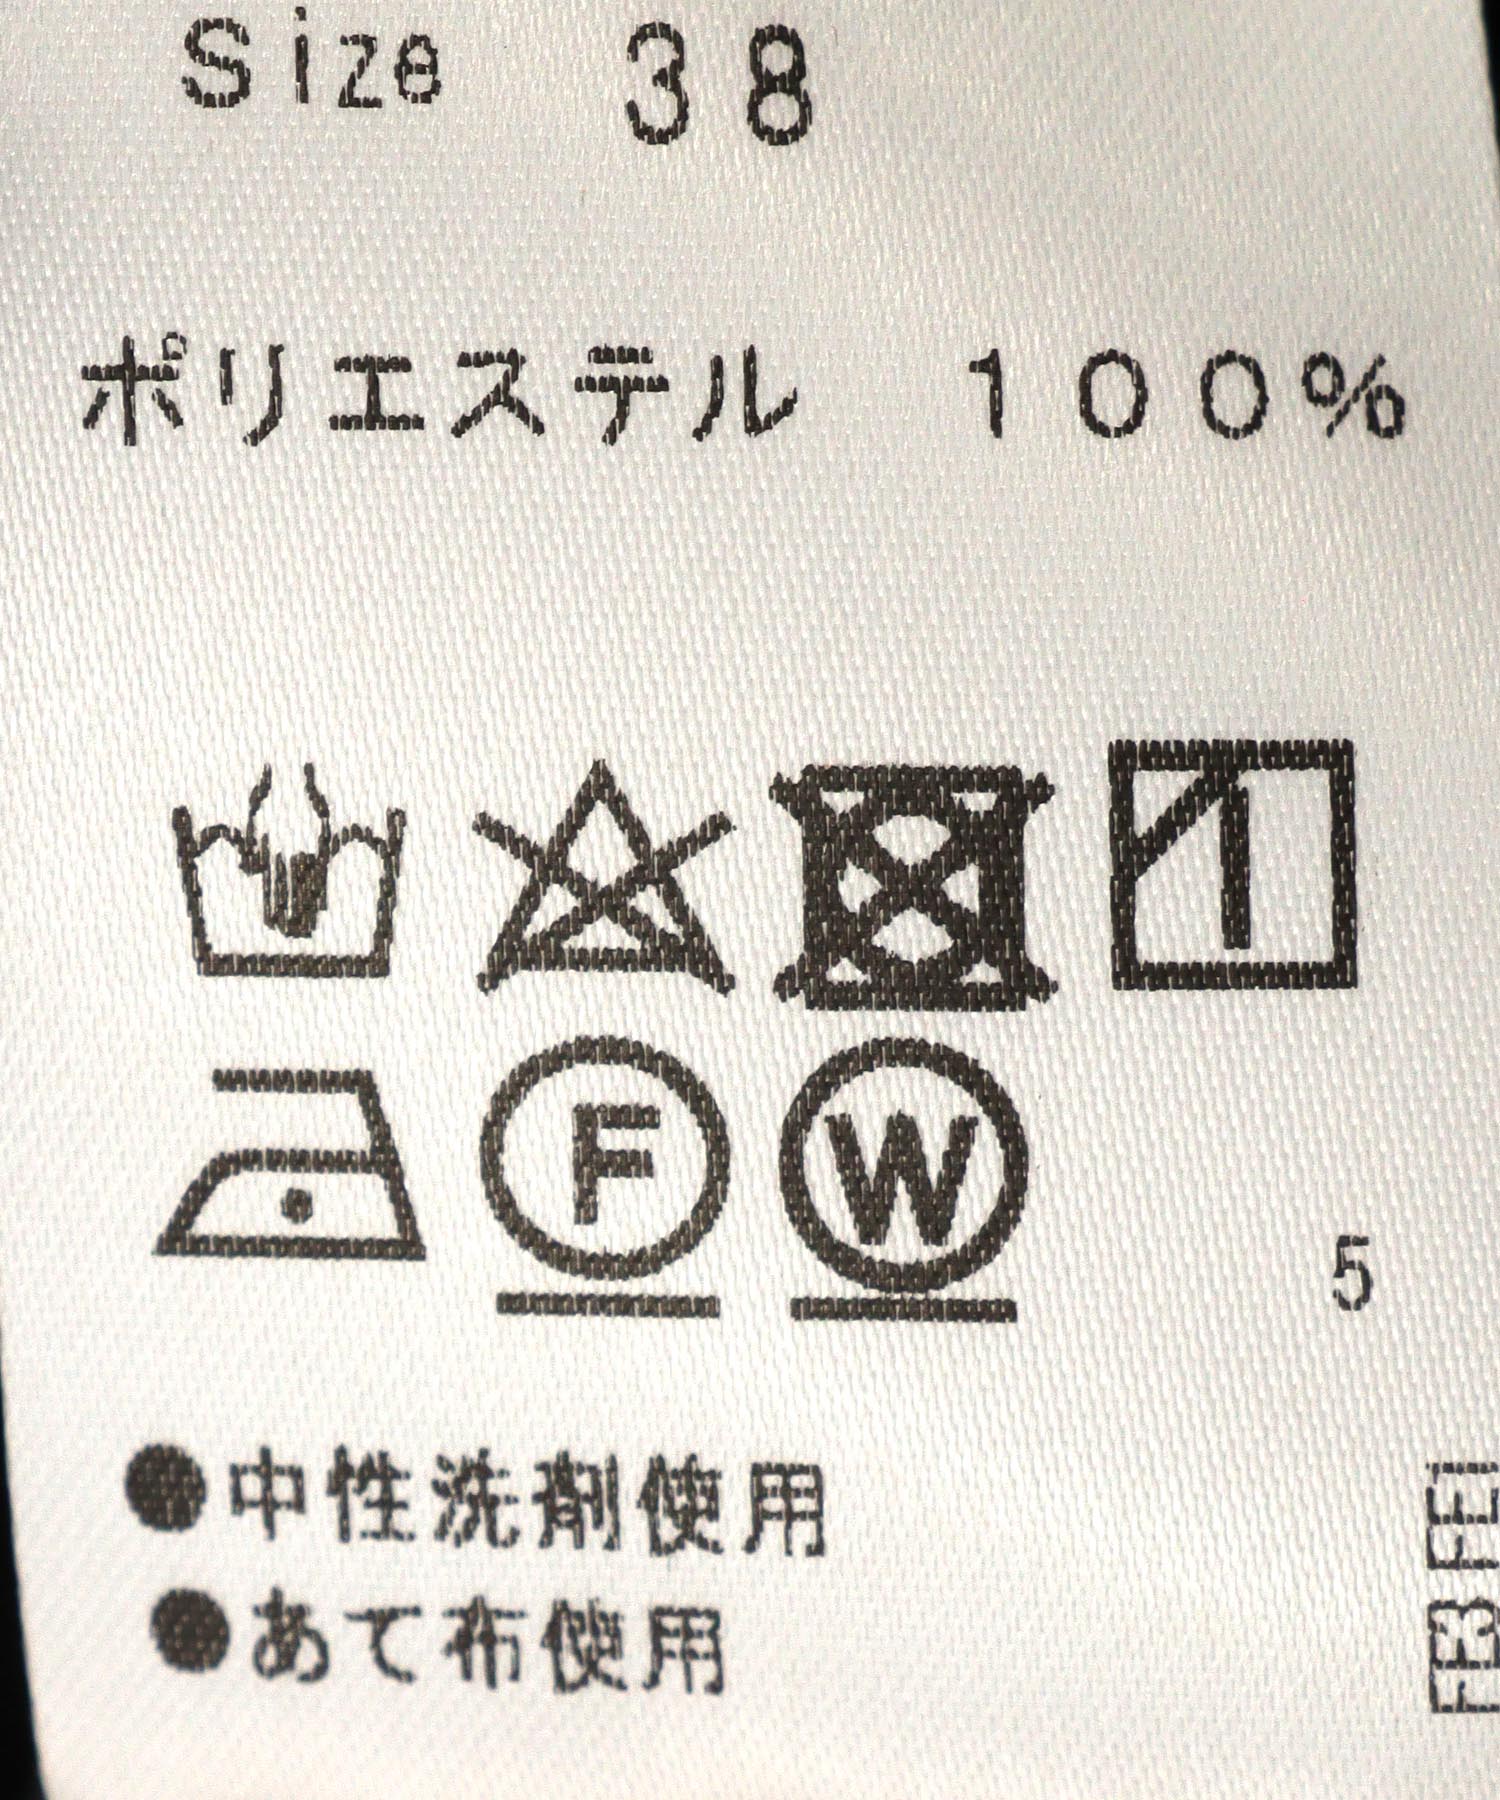 Size 38
ポリエステル 100%
F W
5
●中性洗剤使用
●あて布使用